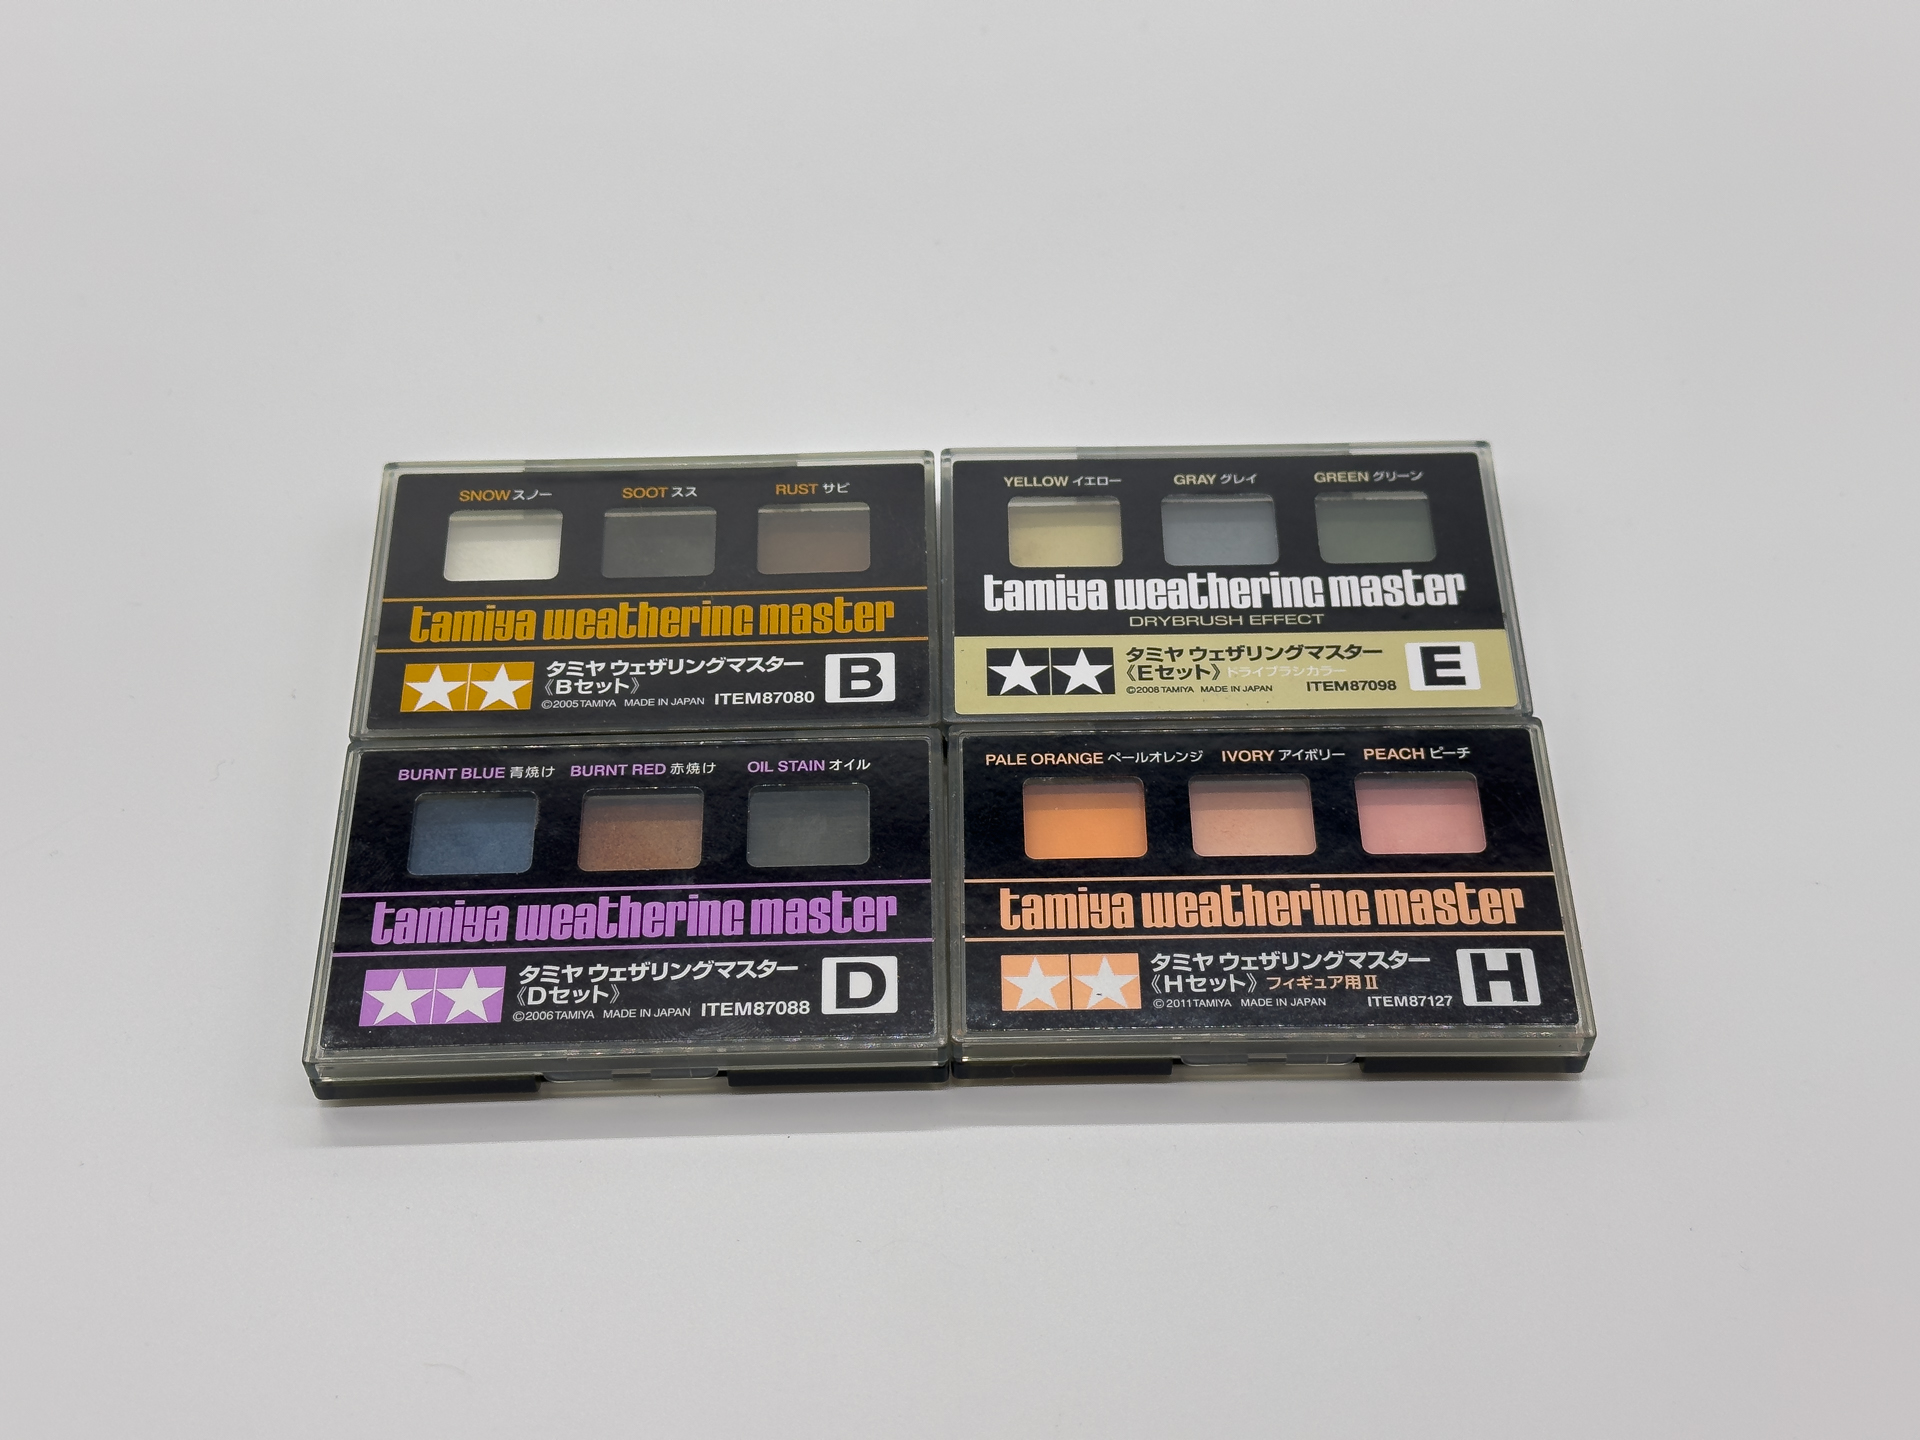 SNOW スノー SOOT スス RUST サビ
tamiya weathering master
タミヤ ウェザリングマスター
《Bセット》
©2005 TAMIYA MADE IN JAPAN ITEM87080
B
YELLOW イエロー GRAY グレイ GREEN グリーン
tamiya weathering master
DRYBRUSH EFFECT
タミヤ ウェザリングマスター
《Eセット》ドライブラシカラー
©2008 TAMIYA MADE IN JAPAN ITEM87098
E
BURNT BLUE 青焼け BURNT RED 赤焼け OIL STAIN オイル
tamiya weathering master
タミヤ ウェザリングマスター
《Dセット》
©2006 TAMIYA MADE IN JAPAN ITEM87088
D
PALE ORANGE ペールオレンジ IVORY アイボリー PEACH ピーチ
tamiya weathering master
タミヤ ウェザリングマスター
《Hセット》フィギュア用Ⅱ
©2011 TAMIYA MADE IN JAPAN ITEM87127
H